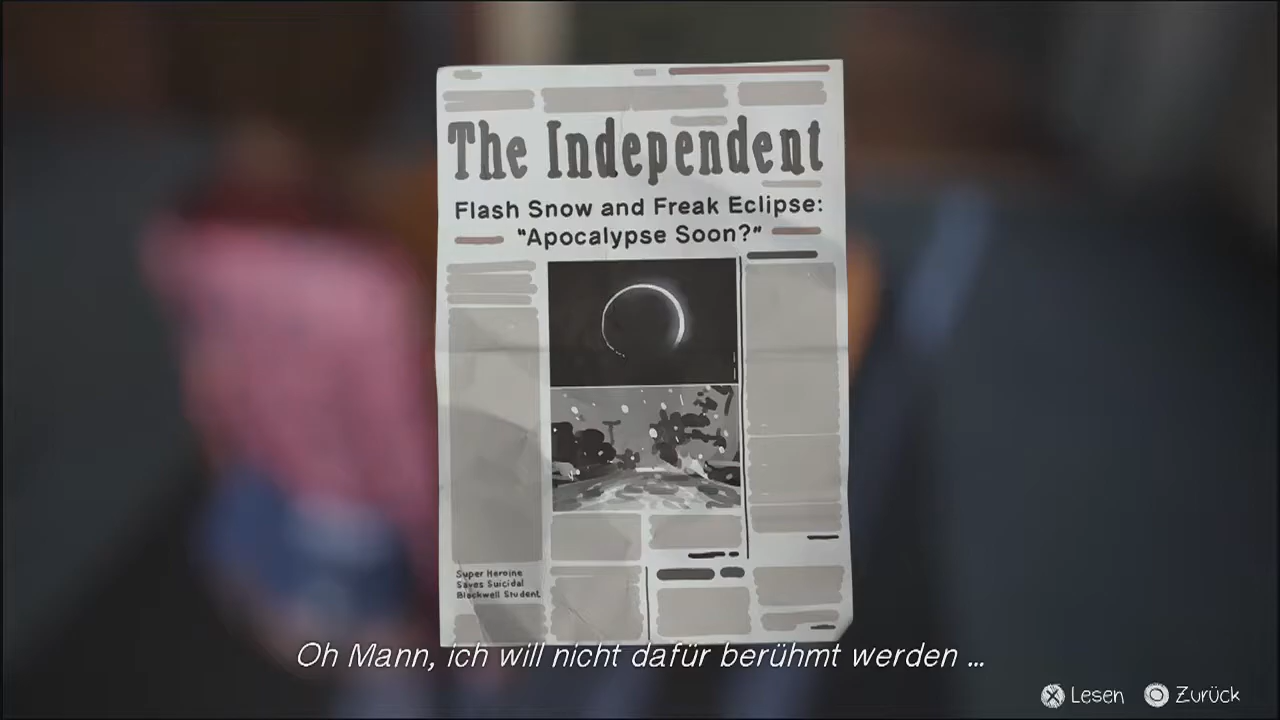 The Independent
Flash Snow and Freak Eclipse:
"Apocalypse Soon?"
Super Heroine
Saves Suicidal
Blackwell Student
Oh Mann, ich will nicht dafür berühmt werden ...
Lesen Zurück